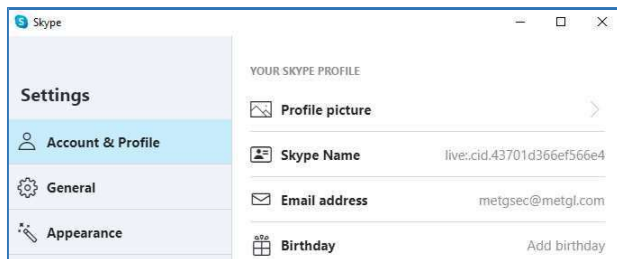 Skype
Settings
Account & Profile
General
Appearance
YOUR SKYPE PROFILE
Profile picture
Skype Name live:.cid.43701d366ef566e4
Email address metgsec@metgl.com
Birthday Add birthday